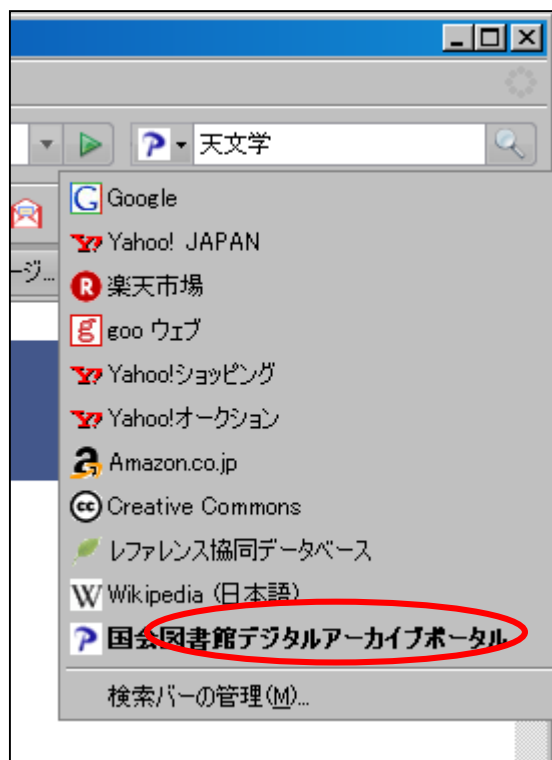 天文学
Google
ージ...
Yahoo! JAPAN
楽天市場
goo ウェブ
Yahoo!ショッピング
Yahoo!オークション
Amazon.co.jp
Creative Commons
レファレンス協同データベース
Wikipedia (日本語)
国会図書館デジタルアーカイブポータル
検索バーの管理(M)...